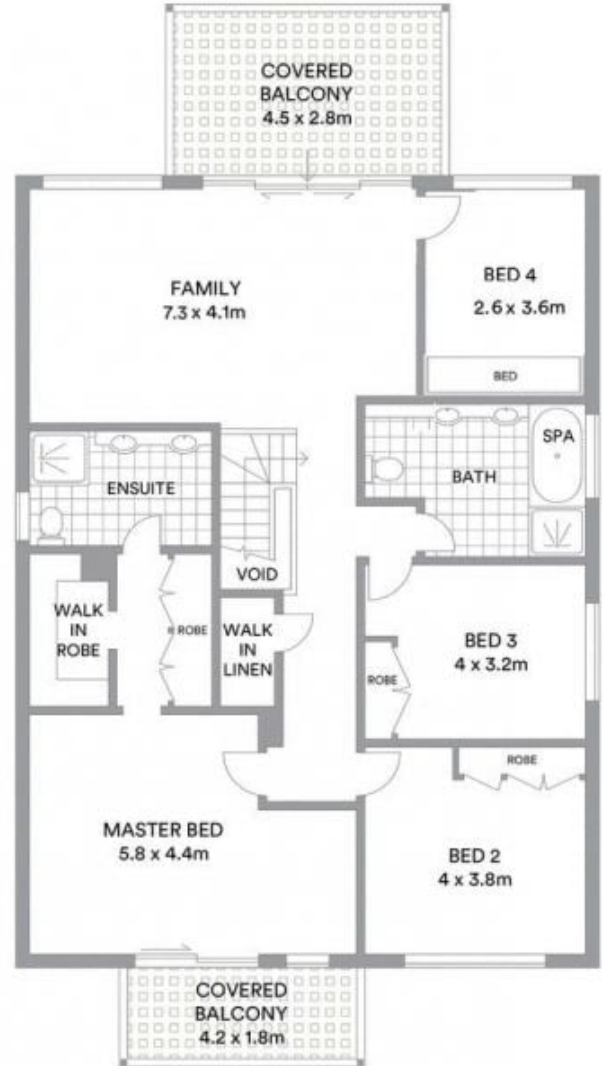 COVERED
BALCONY
4.5 x 2.8m
FAMILY
7.3 x 4.1m
BED 4
2.6 x 3.6m
BED
ENSUITE
BATH
SPA
VOID
WALK
IN
ROBE
ROBE
WALK
IN
LINEN
BED 3
4 x 3.2m
ROBE
ROBE
MASTER BED
5.8 x 4.4m
BED 2
4 x 3.8m
COVERED
BALCONY
4.2 x 1.8m